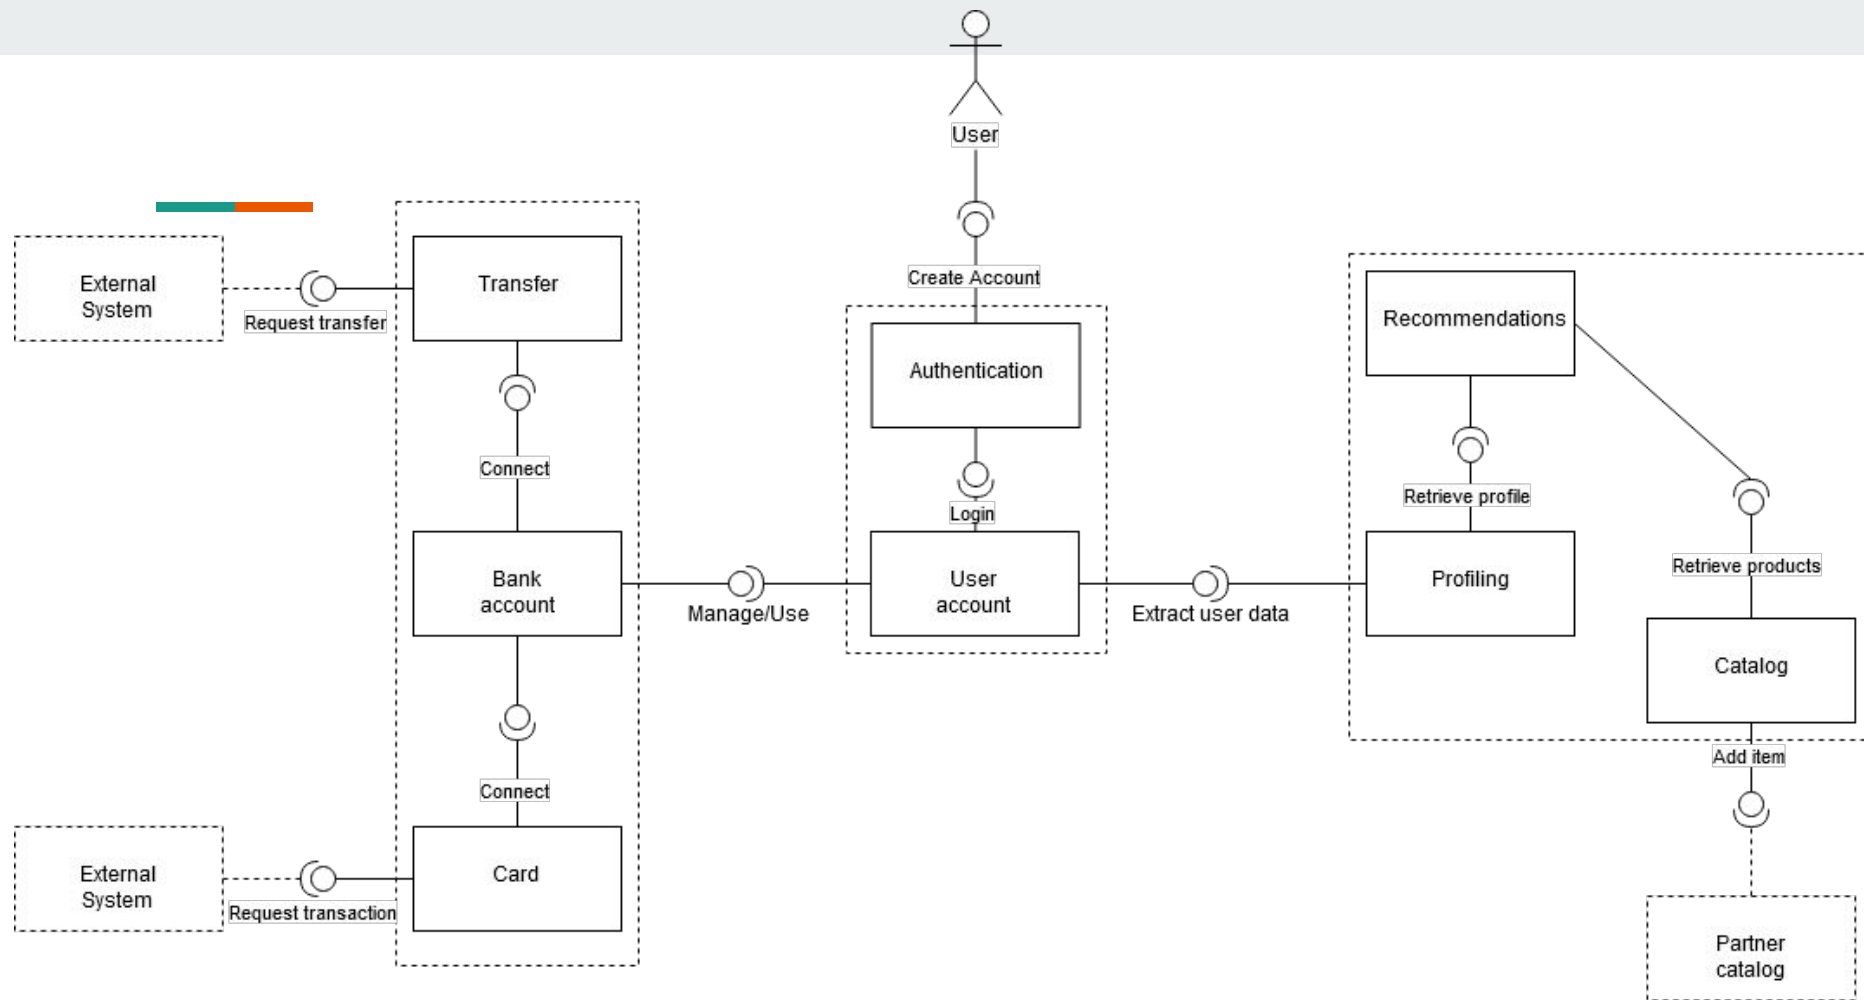 User
Create Account
External
System
Request transfer
Transfer
Authentication
Recommendations
Connect
Login
Retrieve profile
Retrieve products
Bank
account
Manage/Use
User
account
Extract user data
Profiling
Catalog
Add item
Connect
External
System
Request transaction
Card
Partner
catalog